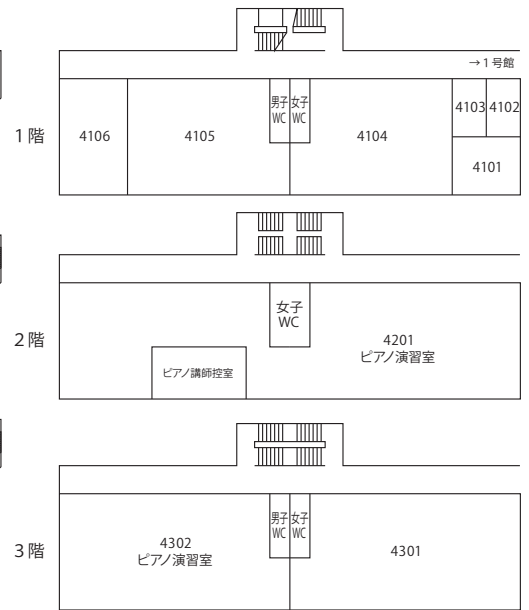 →1号館
1階
4106
4105
男子
WC
女子
WC
4104
4103
4102
4101
2階
女子
WC
4201
ピアノ演習室
ピアノ講師控室
3階
4302
ピアノ演習室
男子
WC
女子
WC
4301